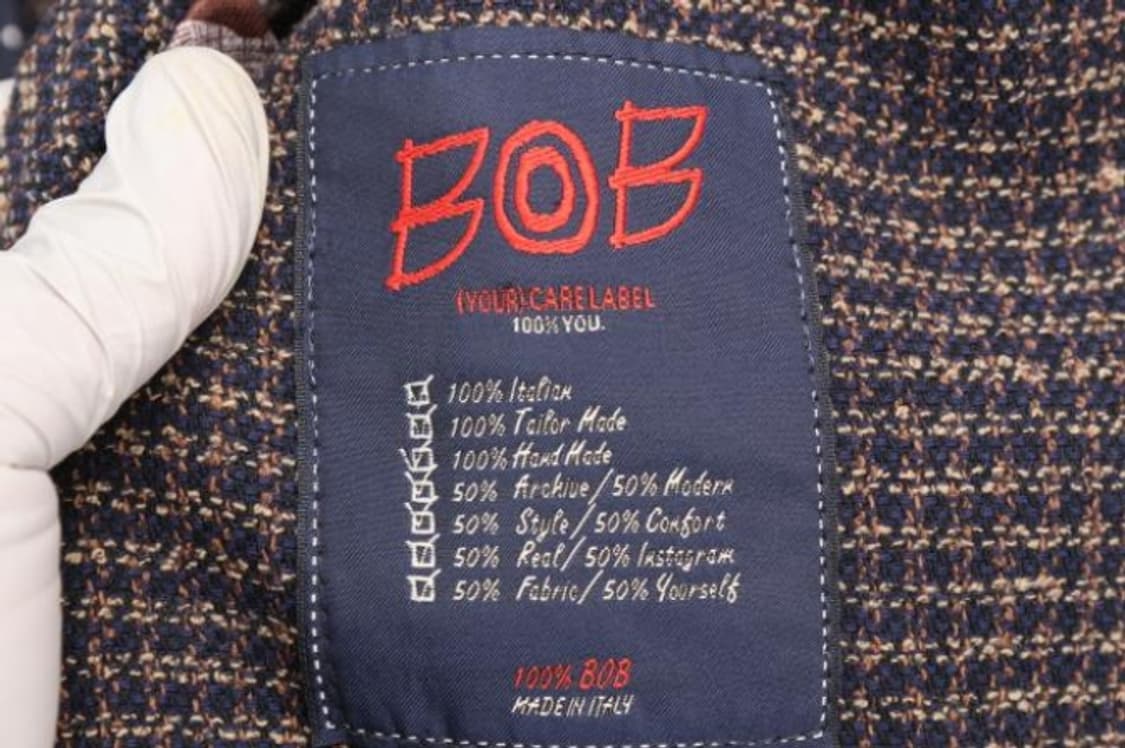 BOB
(YOUR) CARE LABEL
100% YOU.
100% Italian
100% Tailor Made
100% Hand Made
50% Archive/50% Modern
50% Style/50% Comfort
50% Real/50% Instagram
50% Fabric/50% Yourself
100% BOB
MADE IN ITALY